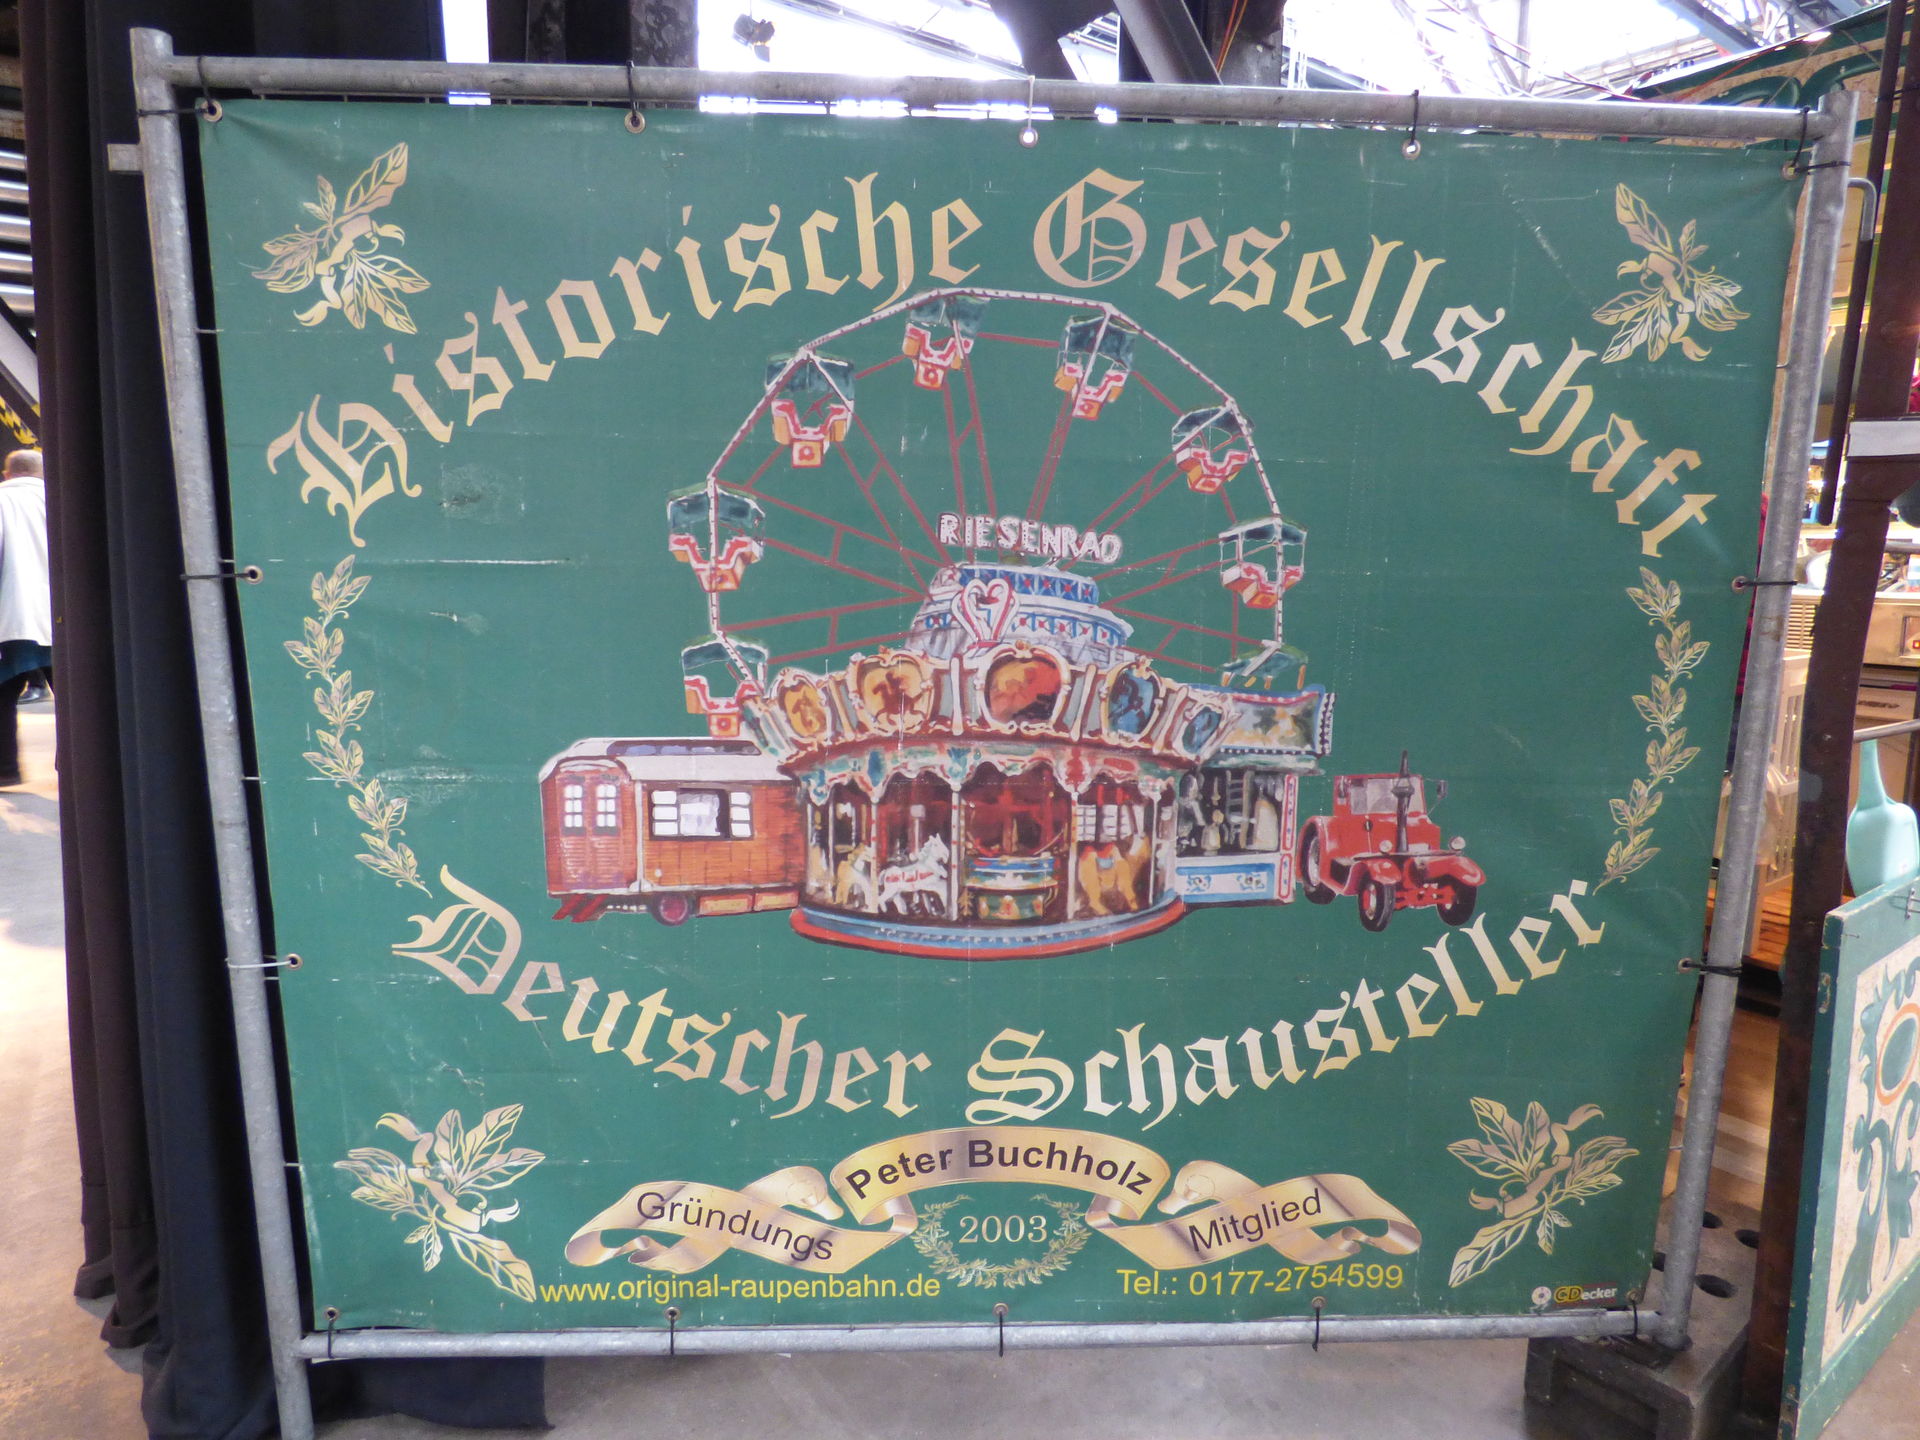 Historische Gesellschaft
RIESENRAD
Deutscher Schausteller
Peter Buchholz
Gründungs
2003
Mitglied
www.original-raupenbahn.de
Tel.: 0177-2754599
CDecker